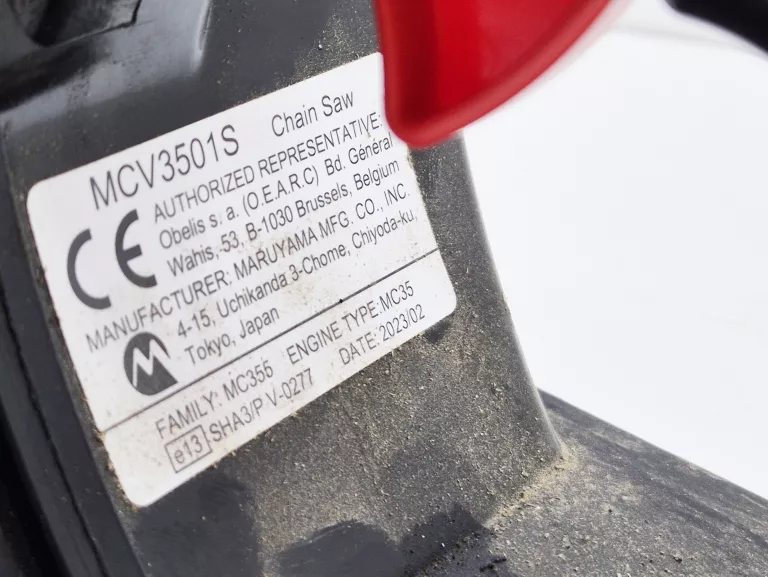 MCV3501S Chain Saw
CE AUTHORIZED REPRESENTATIVE:
Obelis s. a. (O.E.A.R.C) Bd. Général
Wahis, 53, B-1030 Brussels, Belgium
MANUFACTURER: MARUYAMA MFG. CO., INC.
4-15, Uchikanda 3-Chome, Chiyoda-ku,
Tokyo, Japan
FAMILY: MC355 ENGINE TYPE:MC35
e13 SHA3/P V-0277 DATE: 2023/02